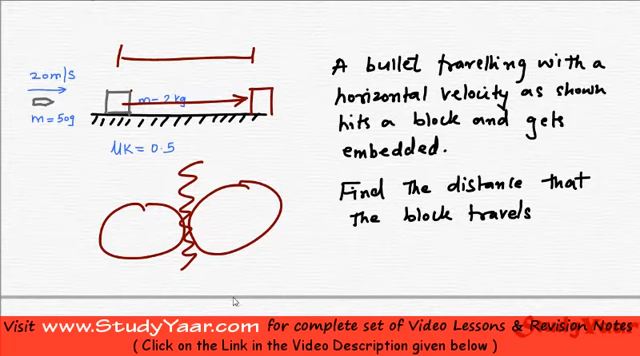 20m/s
m=50g
m=2kg
μK=0.5
A bullet travelling with a
horizontal velocity as shown
hits a block and gets
embedded.
Find the distance that
the block travels
StudyYaar
Visit www.StudyYaar.com for complete set of Video Lessons & Revision Notes
( Click on the Link in the Video Description given below )